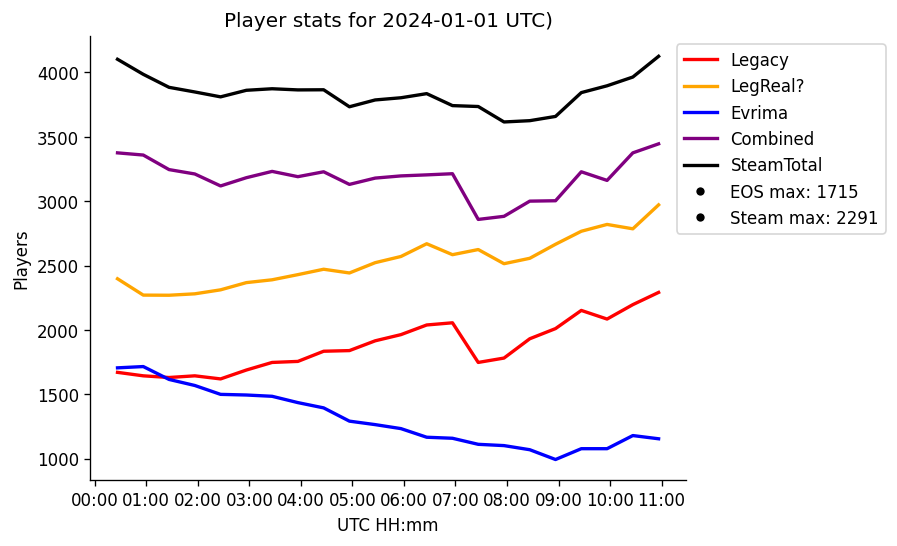 Player stats for 2024-01-01 UTC)
Legacy
LegReal?
Evrima
Combined
SteamTotal
EOS max: 1715
Steam max: 2291
Players
4000
3500
3000
2500
2000
1500
1000
00:00 01:00 02:00 03:00 04:00 05:00 06:00 07:00 08:00 09:00 10:00 11:00
UTC HH:mm